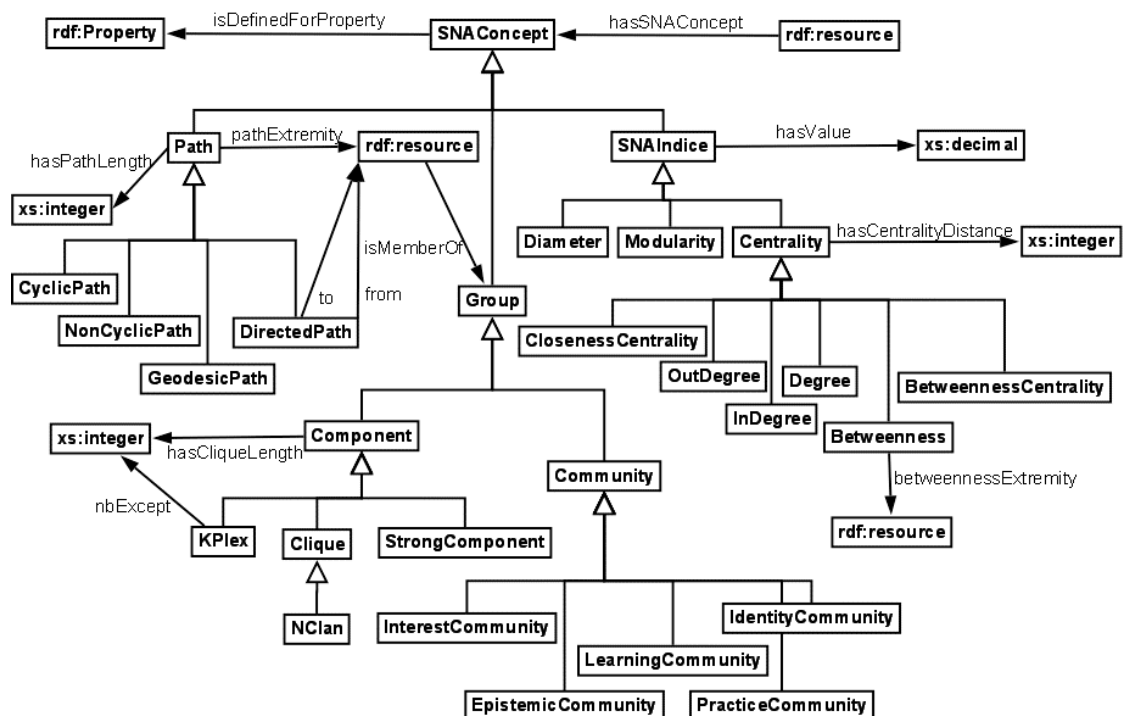 isDefinedForProperty
hasSNAConcept
rdf:Property
SNAConcept
rdf:resource
pathExtremity
hasValue
Path
rdf:resource
SNAIndice
xs:decimal
hasPathLength
xs:integer
Diameter
Modularity
Centrality
hasCentralityDistance
xs:integer
isMemberOf
CyclicPath
to
from
Group
NonCyclicPath
DirectedPath
ClosenessCentrality
GeodesicPath
OutDegree
Degree
BetweennessCentrality
InDegree
xs:integer
Component
Betweenness
hasCliqueLength
Community
betweennessExtremity
nbExcept
KPlex
Clique
StrongComponent
rdf:resource
NClan
InterestCommunity
IdentityCommunity
LearningCommunity
EpistemicCommunity
PracticeCommunity